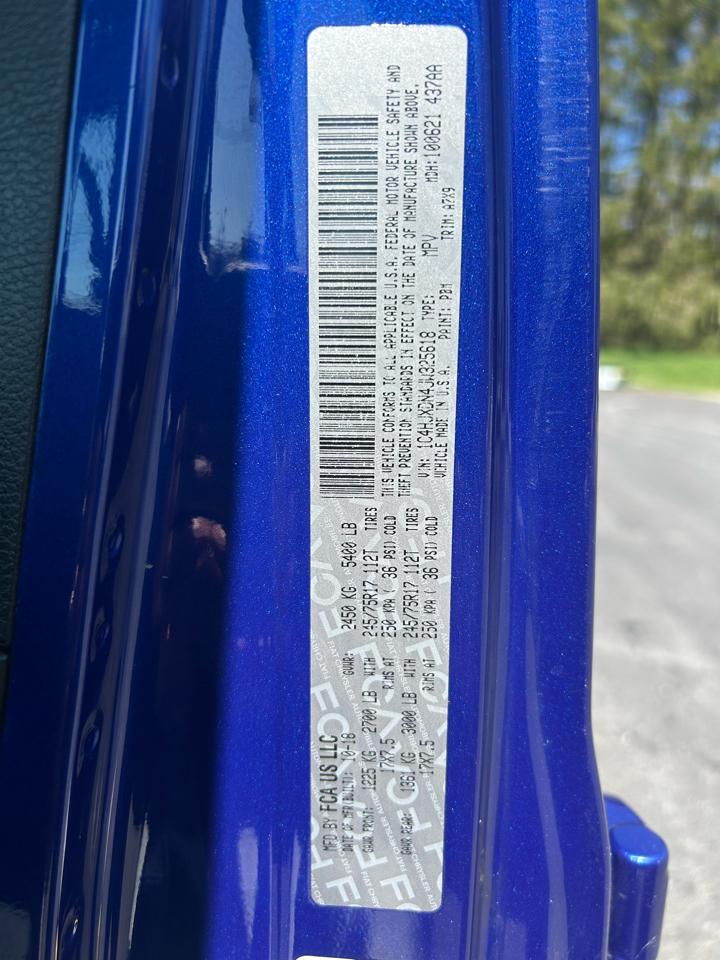 MFD BY FCA US LLC
DATE OF MFR(BUILT): 10-18 GVWR: 2450 KG ( 5400 LB
GAWR FRONT: 1225 KG ( 2700 LB WITH 245/75R17 112T TIRES
17X7.5 RIMS AT 250 KPA ( 36 PSI) COLD
GAWR REAR: 1361 KG ( 3000 LB WITH 245/75R17 112T TIRES
17X7.5 RIMS AT 250 KPA ( 36 PSI) COLD
THIS VEHICLE CONFORMS TO ALL APPLICABLE U.S.A. FEDERAL MOTOR VEHICLE SAFETY AND
THEFT PREVENTION STANDARDS IN EFFECT ON THE DATE OF MANUFACTURE SHOWN ABOVE.
VIN: 1C4HJXDN4JW325618 TYPE: MPV MDH:100621 437AA
VEHICLE MADE IN U.S.A. PAINT: PBM TRIM: A7X9